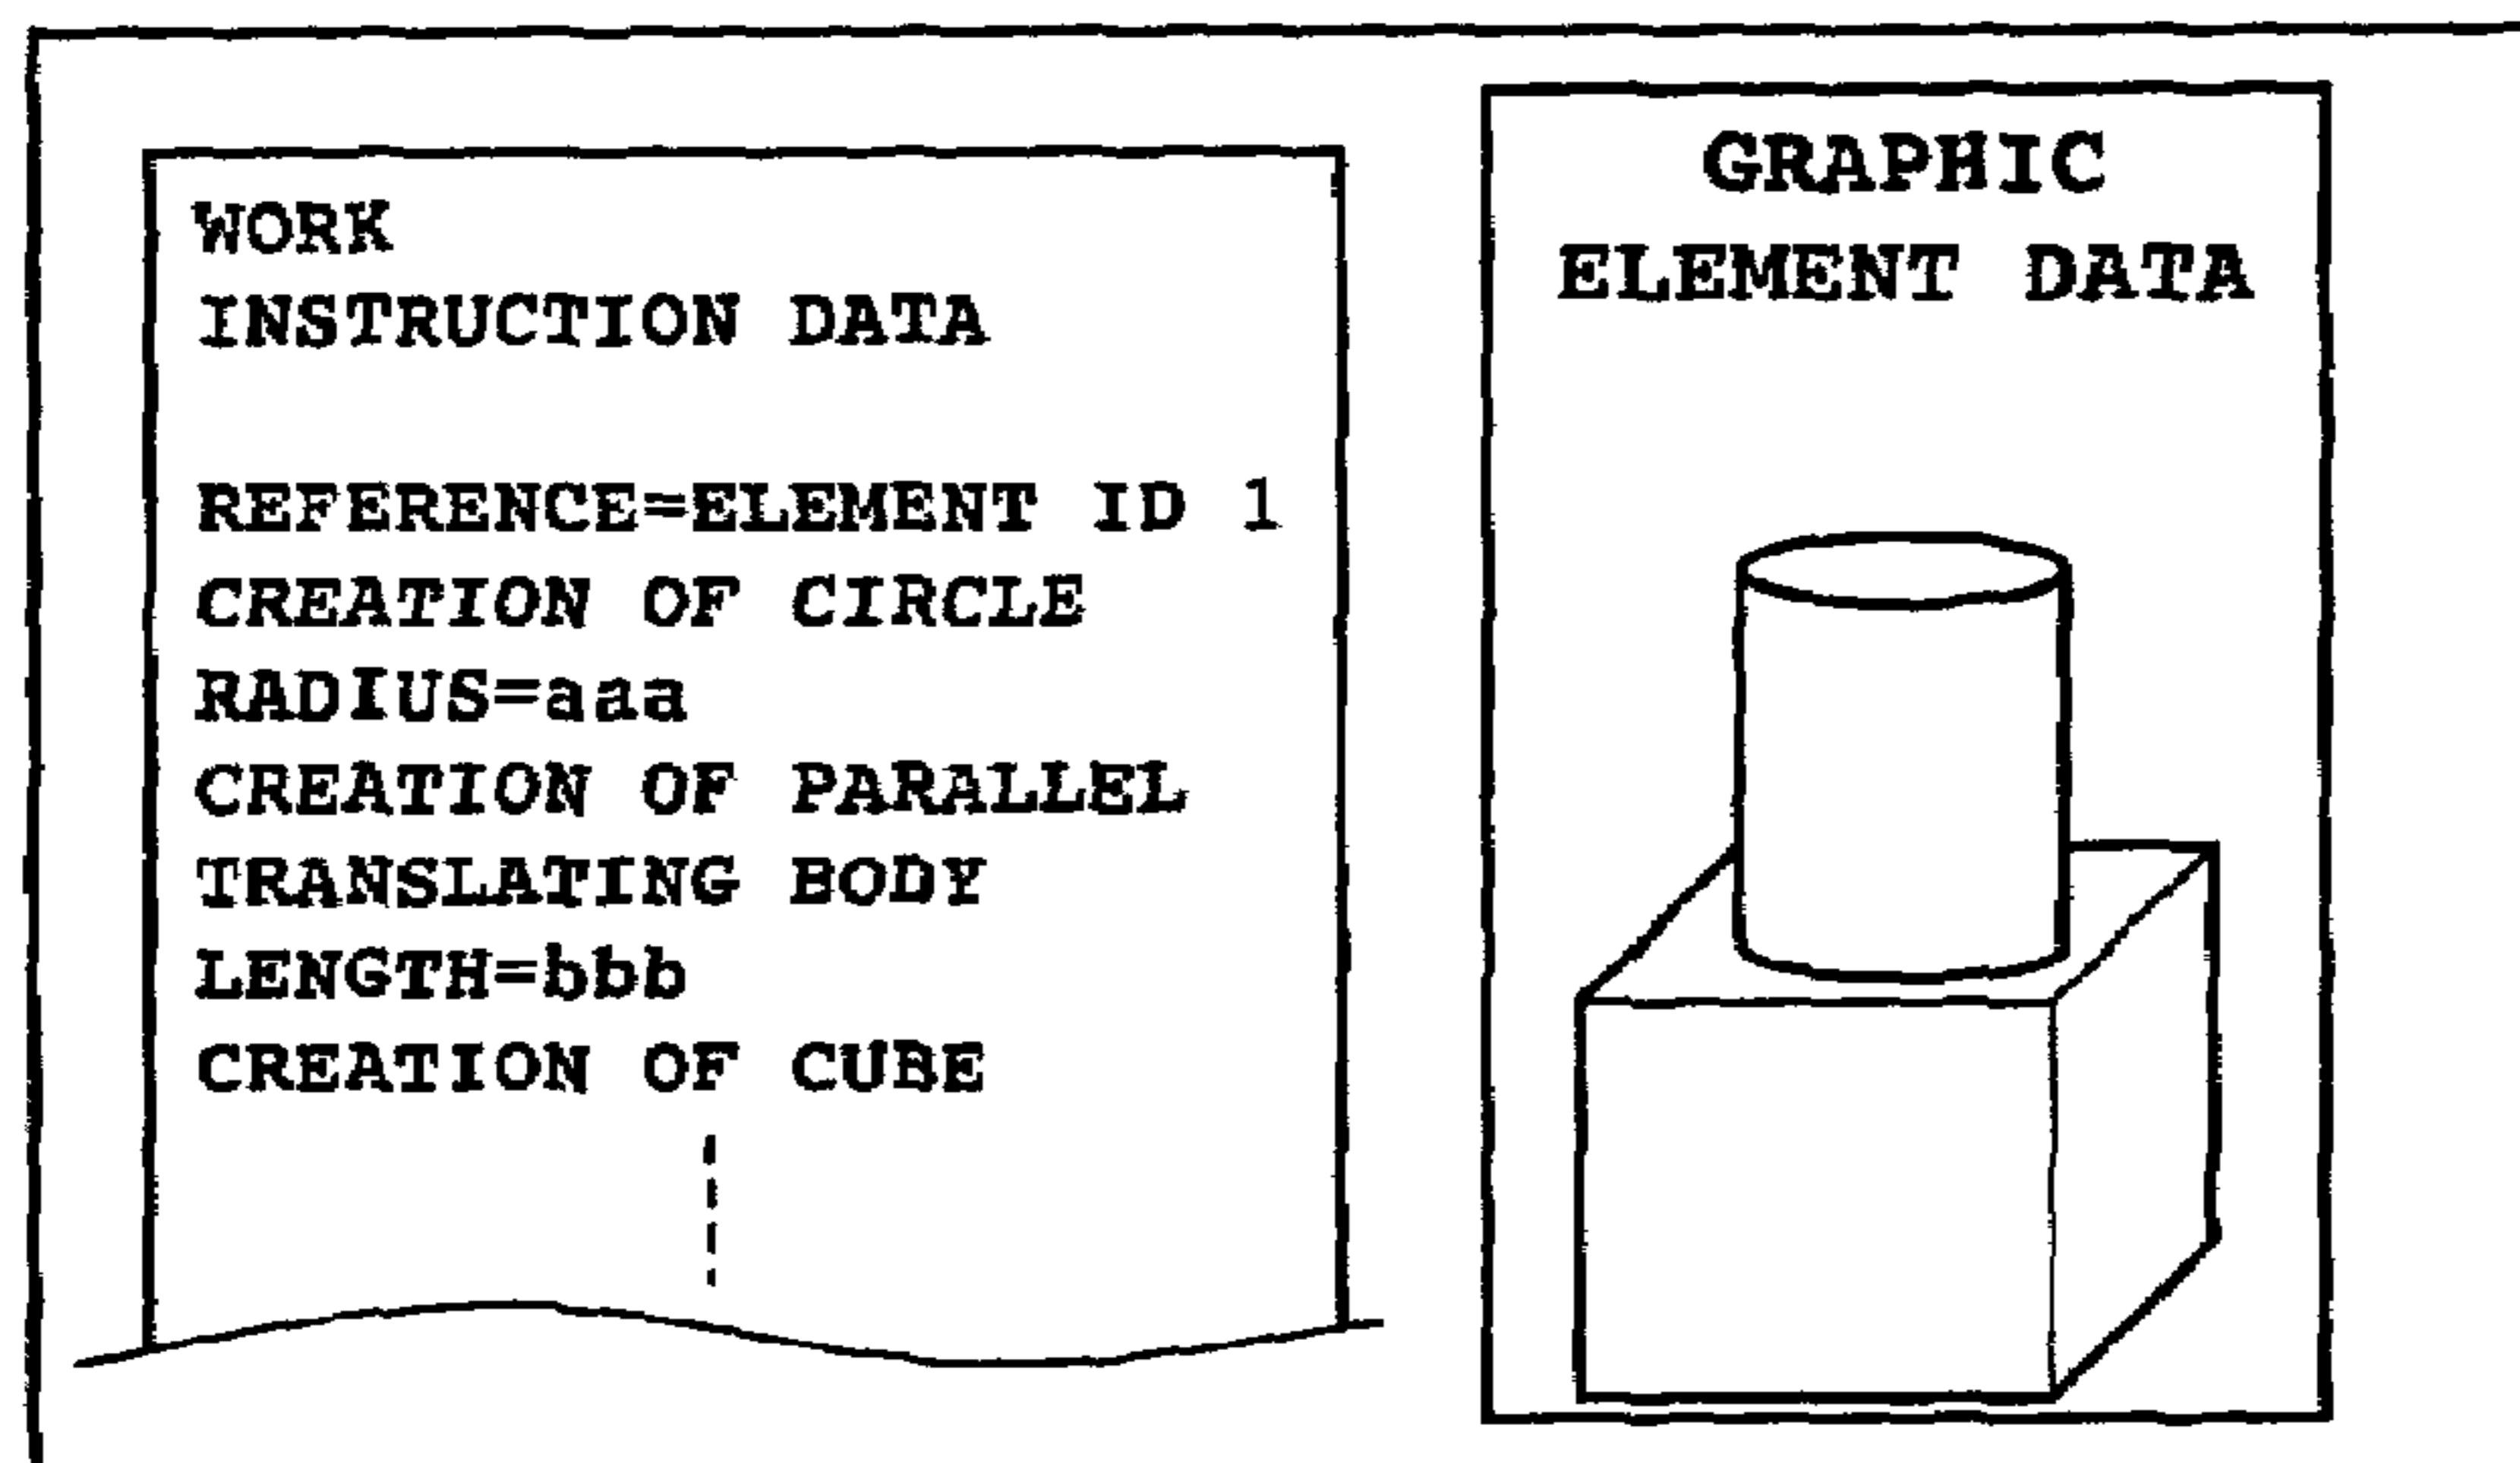 WORK
INSTRUCTION DATA
REFERENCE=ELEMENT ID 1
CREATION OF CIRCLE
RADIUS=aaa
CREATION OF PARALLEL
TRANSLATING BODY
LENGTH=bbb
CREATION OF CUBE
GRAPHIC
ELEMENT DATA